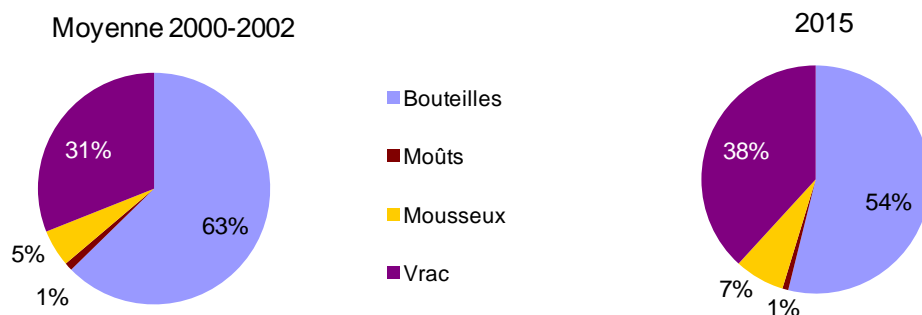 Moyenne 2000-2002
31%
63%
5%
1%
Bouteilles
Moûts
Mousseux
Vrac
2015
38%
54%
7%
1%